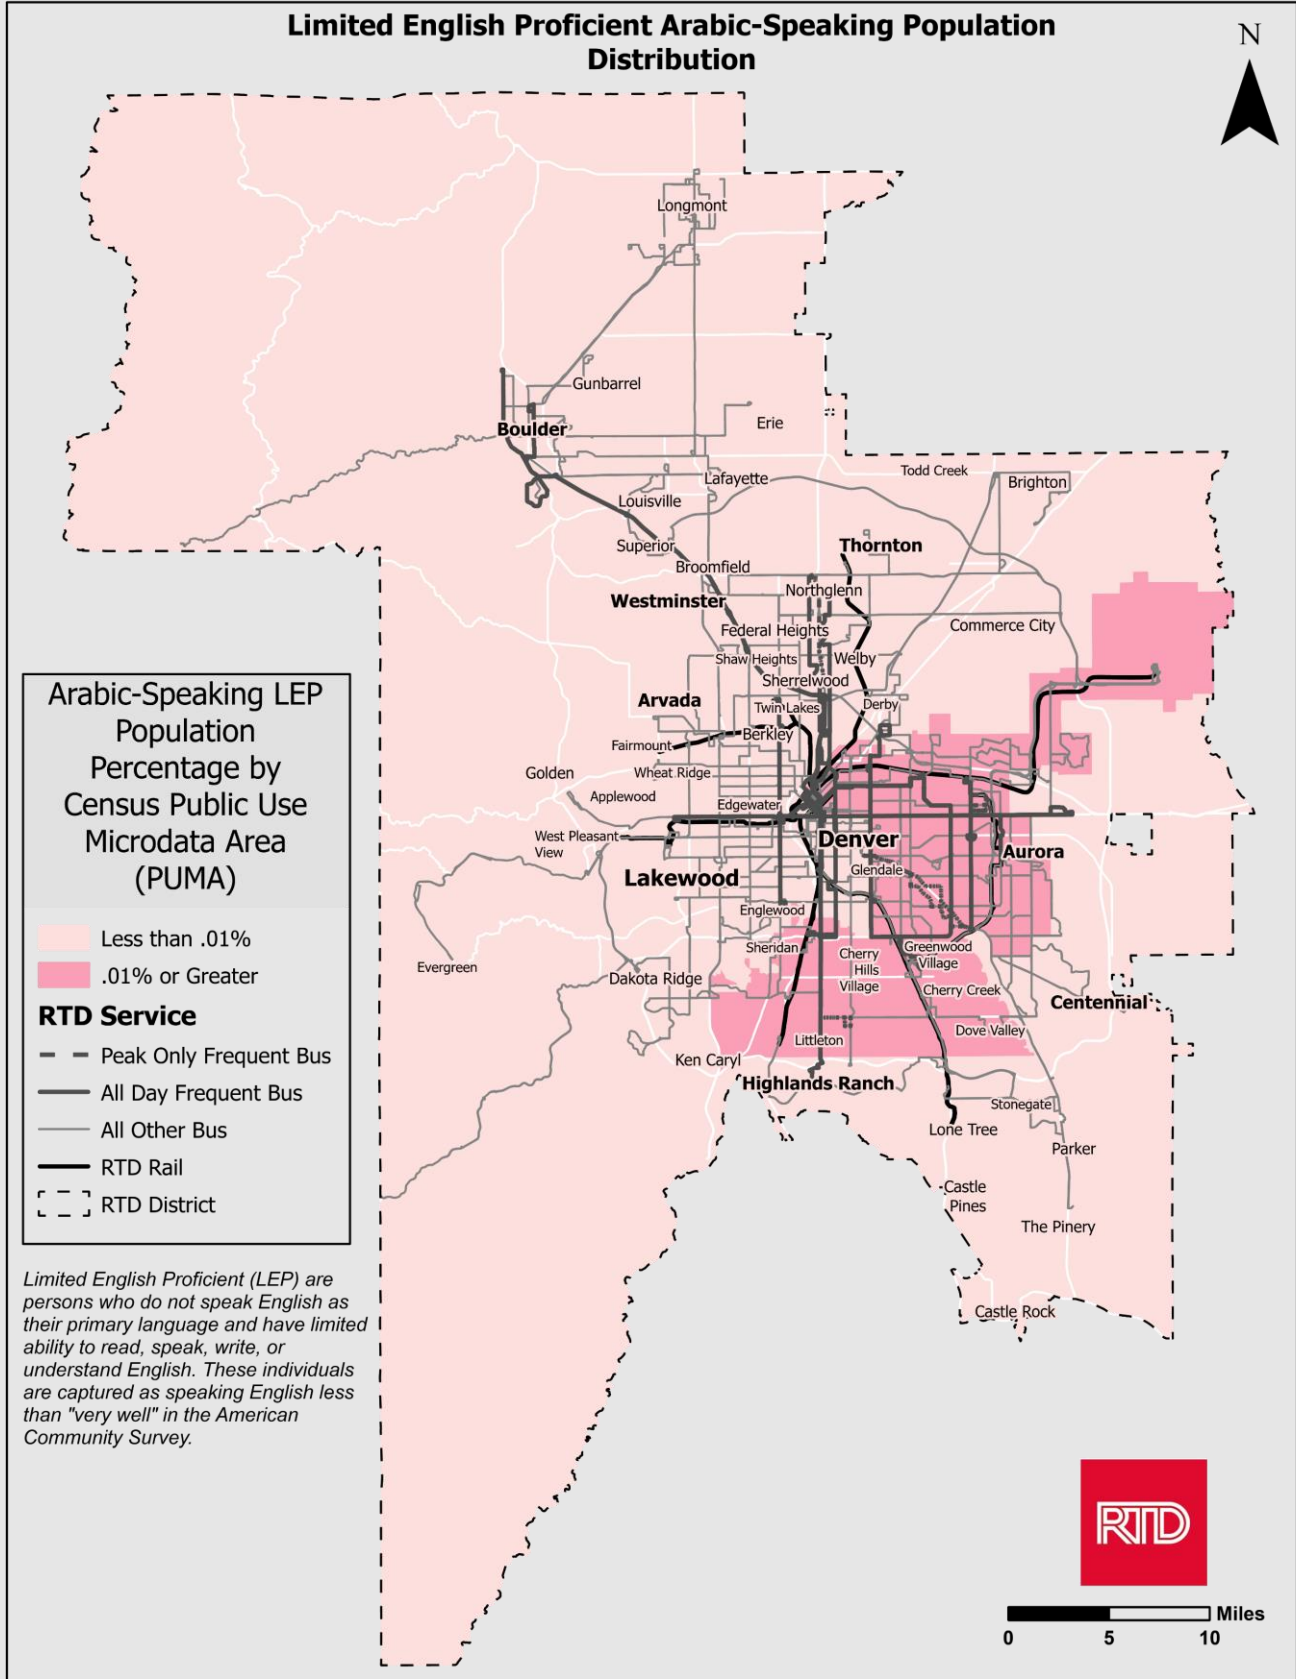 Limited English Proficient Arabic-Speaking Population
Distribution
N
Longmont
Gunbarrel
Boulder
Erie
Lafayette
Todd Creek
Brighton
Louisville
Superior
Thornton
Broomfield
Northglenn
Westminster
Commerce City
Federal Heights
Shaw Heights
Welby
Sherrelwood
Arvada
Twin Lakes
Derby
Berkley
Fairmount
Golden
Wheat Ridge
Applewood
Edgewater
West Pleasant
View
Denver
Aurora
Glendale
Lakewood
Englewood
Sheridan
Greenwood
Village
Cherry
Hills
Village
Evergreen
Dakota Ridge
Cherry Creek
Centennial
Dove Valley
Littleton
Ken Caryl
Highlands Ranch
Stonegate
Lone Tree
Parker
Castle
Pines
The Pinery
Castle Rock
Arabic-Speaking LEP
Population
Percentage by
Census Public Use
Microdata Area
(PUMA)
Less than .01%
.01% or Greater
RTD Service
Peak Only Frequent Bus
All Day Frequent Bus
All Other Bus
RTD Rail
RTD District
Limited English Proficient (LEP) are
persons who do not speak English as
their primary language and have limited
ability to read, speak, write, or
understand English. These individuals
are captured as speaking English less
than "very well" in the American
Community Survey.
RTD
Miles
0 5 10